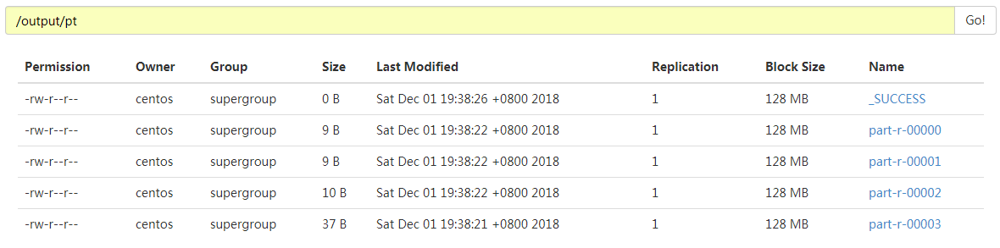 /output/pt Go!
Permission Owner Group Size Last Modified Replication Block Size Name
-rw-r--r-- centos supergroup 0 B Sat Dec 01 19:38:26 +0800 2018 1 128 MB _SUCCESS
-rw-r--r-- centos supergroup 9 B Sat Dec 01 19:38:22 +0800 2018 1 128 MB part-r-00000
-rw-r--r-- centos supergroup 9 B Sat Dec 01 19:38:22 +0800 2018 1 128 MB part-r-00001
-rw-r--r-- centos supergroup 10 B Sat Dec 01 19:38:22 +0800 2018 1 128 MB part-r-00002
-rw-r--r-- centos supergroup 37 B Sat Dec 01 19:38:21 +0800 2018 1 128 MB part-r-00003